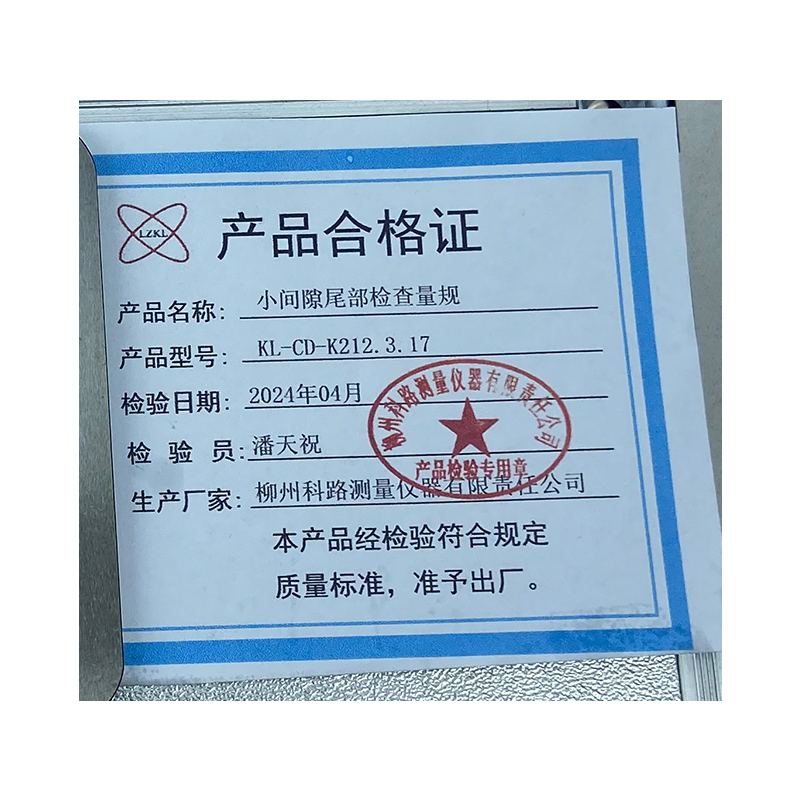 LZKL
产品合格证
产品名称: 小间隙尾部检查量规
产品型号: KL-CD-K212.3.17
检验日期: 2024年04月
检 验 员: 潘天祝
生产厂家: 柳州科路测量仪器有限责任公司
柳州科路测量仪器有限责任公司
产品检验专用章
本产品经检验符合规定
质量标准，准予出厂。